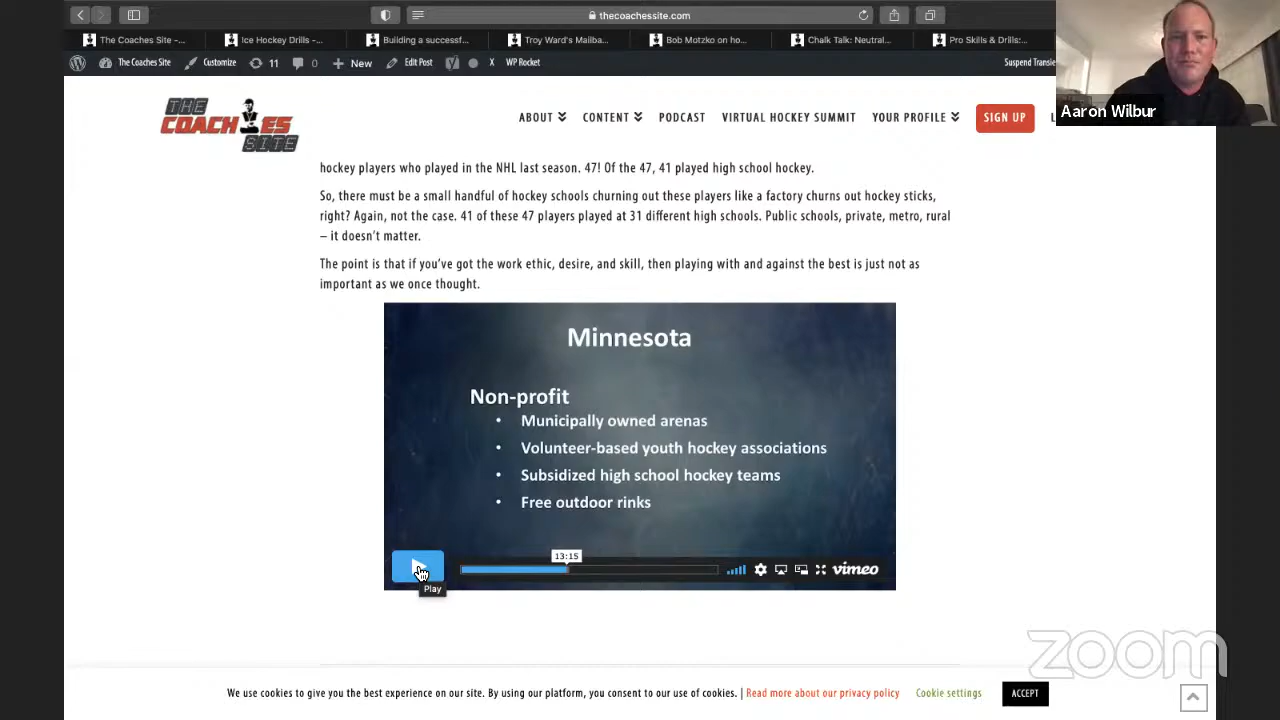 thecoachessite.com
The Coaches Site -...
Ice Hockey Drills -...
Building a successf...
Troy Ward's Mailba...
Bob Motzko on ho...
Chalk Talk: Neutral...
Pro Skills & Drills:...
The Coaches Site
Customize
11
0
+ New
Edit Post
X
WP Rocket
Suspend Transie
Aaron Wilbur
THE
COACHES
SITE
ABOUT
CONTENT
PODCAST
VIRTUAL HOCKEY SUMMIT
YOUR PROFILE
SIGN UP
L
hockey players who played in the NHL last season. 47! Of the 47, 41 played high school hockey.
So, there must be a small handful of hockey schools churning out these players like a factory churns out hockey sticks,
right? Again, not the case. 41 of these 47 players played at 31 different high schools. Public schools, private, metro, rural
– it doesn't matter.
The point is that if you've got the work ethic, desire, and skill, then playing with and against the best is just not as
important as we once thought.
Minnesota
Non-profit
• Municipally owned arenas
• Volunteer-based youth hockey associations
• Subsidized high school hockey teams
• Free outdoor rinks
13:15
vimeo
Play
zoom
We use cookies to give you the best experience on our site. By using our platform, you consent to our use of cookies. | Read more about our privacy policy
Cookie settings
ACCEPT